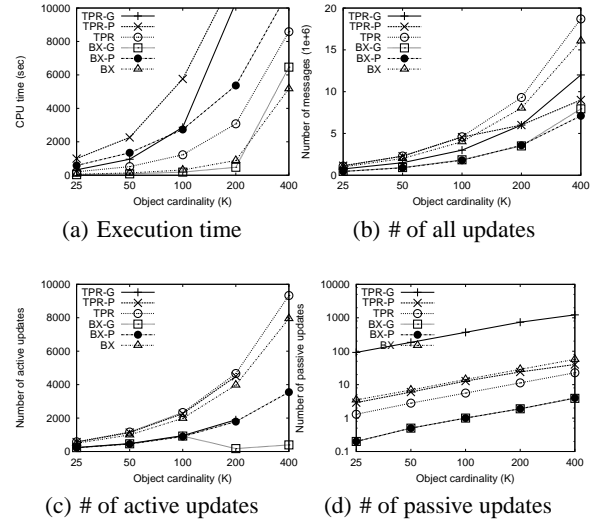 TPR-G
TPR-P
TPR
BX-G
BX-P
BX
10000
8000
6000
4000
2000
0
CPU time (sec)
25 50 100 200 400
Object cardinality (K)
(a) Execution time
TPR-G
TPR-P
TPR
BX-G
BX-P
BX
20
15
10
5
0
Number of messages (1e+6)
25 50 100 200 400
Object cardinality (K)
(b) # of all updates
TPR-G
TPR-P
TPR
BX-G
BX-P
BX
10000
8000
6000
4000
2000
0
Number of active updates
25 50 100 200 400
Object cardinality (K)
(c) # of active updates
TPR-G
TPR-P
TPR
BX-G
BX-P
BX
10000
1000
100
10
1
0.1
Number of passive updates
25 50 100 200 400
Object cardinality (K)
(d) # of passive updates